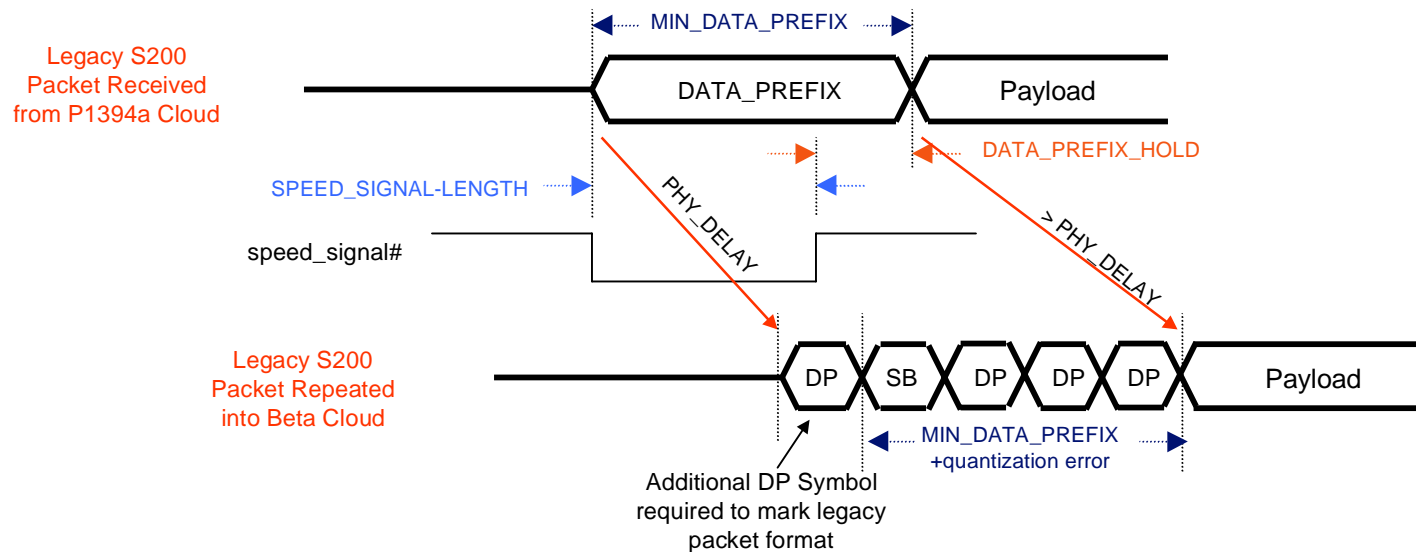 MIN_DATA_PREFIX
Legacy S200
Packet Received
from P1394a Cloud
DATA_PREFIX
Payload
DATA_PREFIX_HOLD
SPEED_SIGNAL-LENGTH
PHY_DELAY
> PHY_DELAY
speed_signal#
Legacy S200
Packet Repeated
into Beta Cloud
DP
SB
DP
DP
DP
Payload
MIN_DATA_PREFIX
+quantization error
Additional DP Symbol
required to mark legacy
packet format